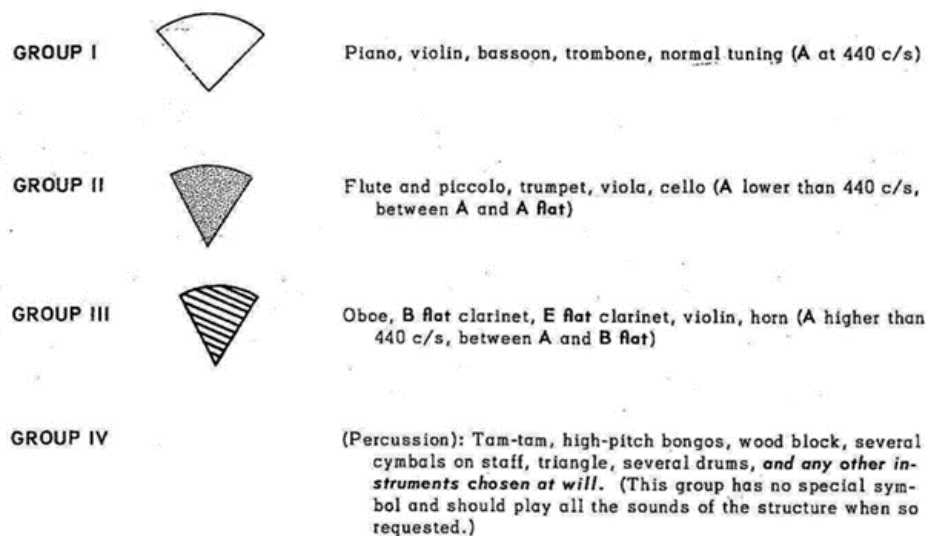 GROUP I Piano, violin, bassoon, trombone, normal tuning (A at 440 c/s)
GROUP II Flute and piccolo, trumpet, viola, cello (A lower than 440 c/s,
between A and A flat)
GROUP III Oboe, B flat clarinet, E flat clarinet, violin, horn (A higher than
440 c/s, between A and B flat)
GROUP IV (Percussion): Tam-tam, high-pitch bongos, wood block, several
cymbals on staff, triangle, several drums, and any other in-
struments chosen at will. (This group has no special sym-
bol and should play all the sounds of the structure when so
requested.)